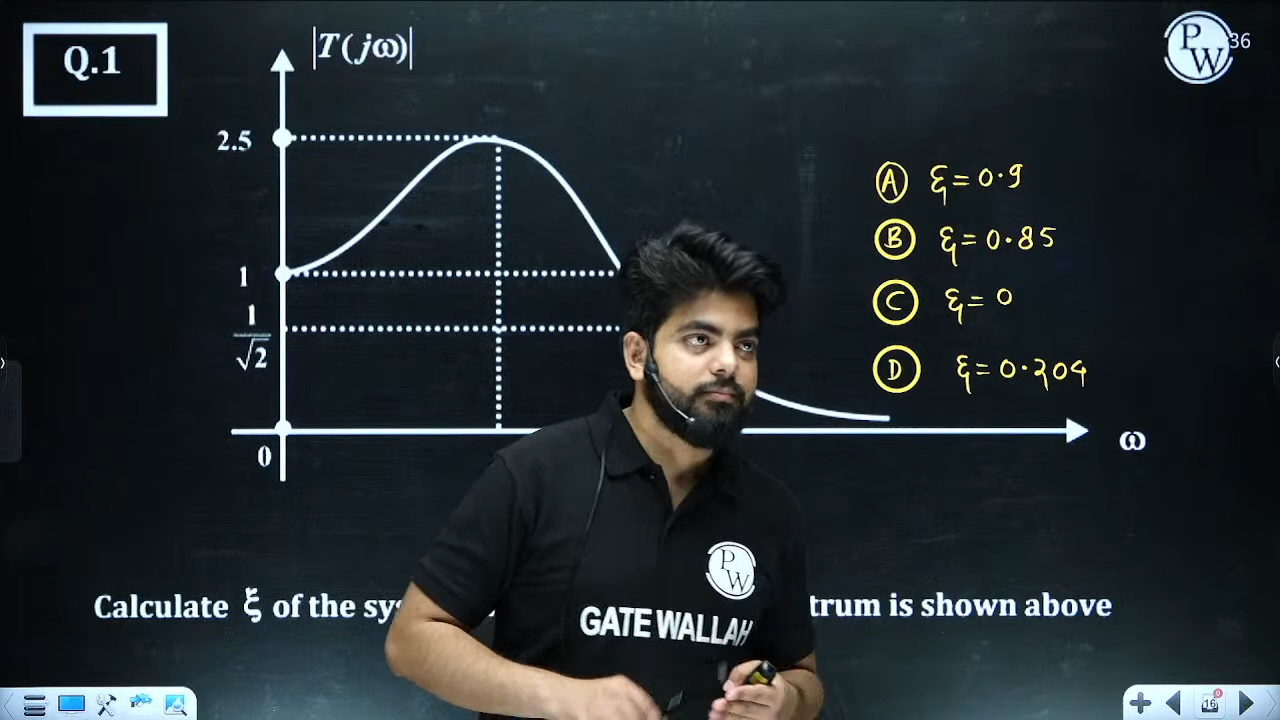 Q.1
|T(jω)|
PW
36
2.5
1
1
√2
0
ω
A ξ=0.9
B ξ=0.85
C ξ=0
D ξ=0.204
Calculate ξ of the trum is shown above
PW
GATE WALLAH
16